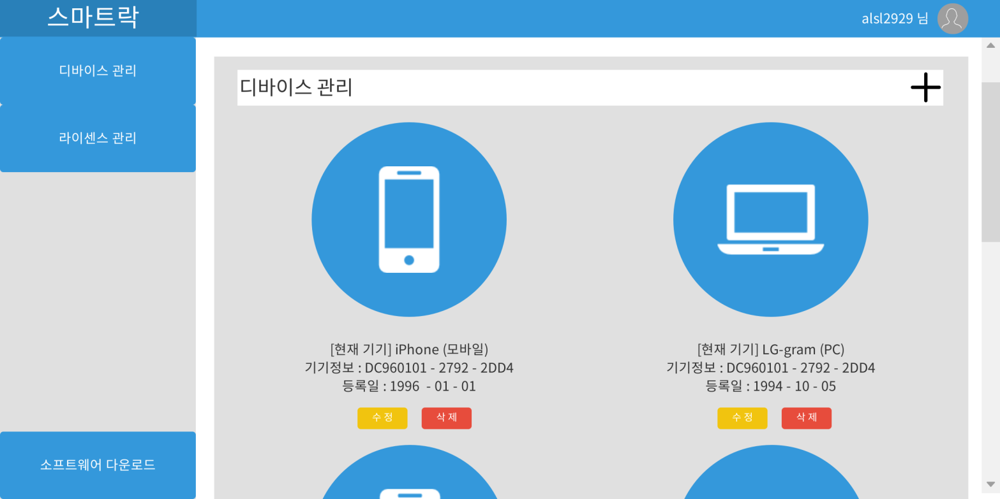 스마트락
alsl2929 님
디바이스 관리
라이센스 관리
소프트웨어 다운로드
디바이스 관리
[현재 기기] iPhone (모바일)
기기정보 : DC960101 - 2792 - 2DD4
등록일 : 1996  - 01 - 01
수 정
삭 제
[현재 기기] LG-gram (PC)
기기정보 : DC960101 - 2792 - 2DD4
등록일 : 1994 - 10 - 05
수 정
삭 제